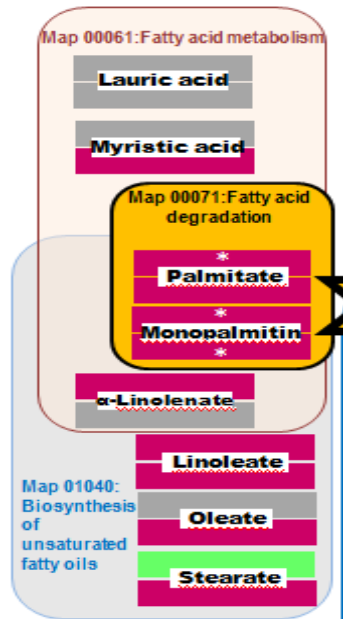 Map 00061:Fatty acid metabolism
Lauric acid
Myristic acid
Map 00071:Fatty acid
degradation
*
Palmitate
*
Monopalmitin
*
α-Linolenate
Linoleate
Map 01040:
Biosynthesis
of
unsaturated
fatty oils
Oleate
Stearate